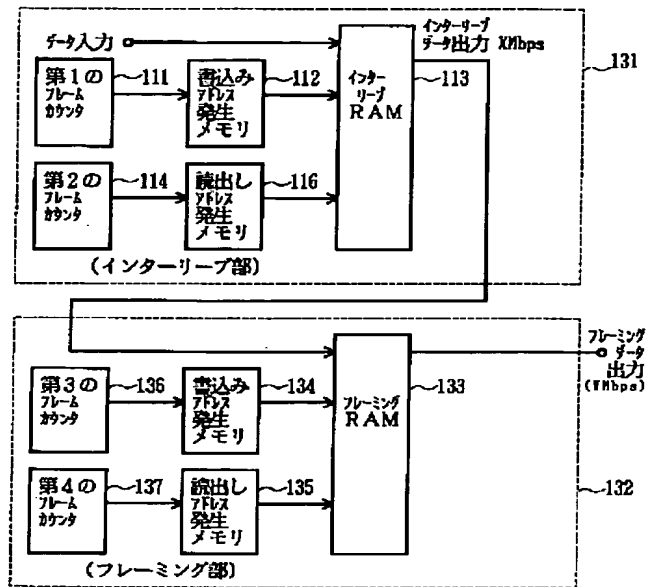 データ入力
インターリーブ
データ出力 XMbps
131
第1の
フレーム
カウンタ
111
書込み
アドレス
発生
メモリ
112
インター
リーブ
RAM
113
第2の
フレーム
カウンタ
114
読出し
アドレス
発生
メモリ
116
(インターリーブ部)
フレーミング
データ
出力
(YMbps)
第3の
フレーム
カウンタ
136
書込み
アドレス
発生
メモリ
134
フレーミング
RAM
133
第4の
フレーム
カウンタ
137
読出し
アドレス
発生
メモリ
135
132
(フレーミング部)